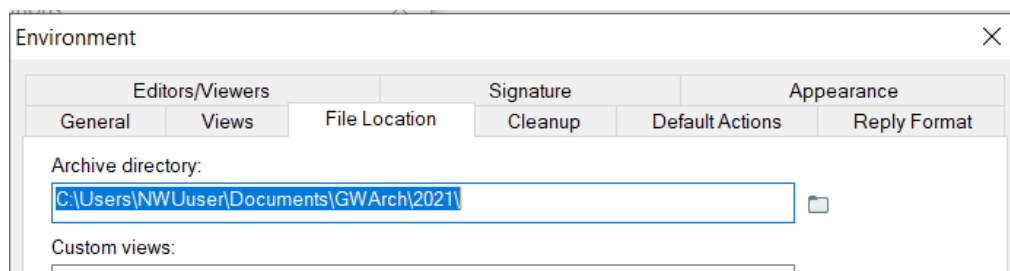 Environment
Editors/Viewers Signature Appearance
General Views File Location Cleanup Default Actions Reply Format
Archive directory:
C:\Users\NWUuser\Documents\GWArch\2021\
Custom views: